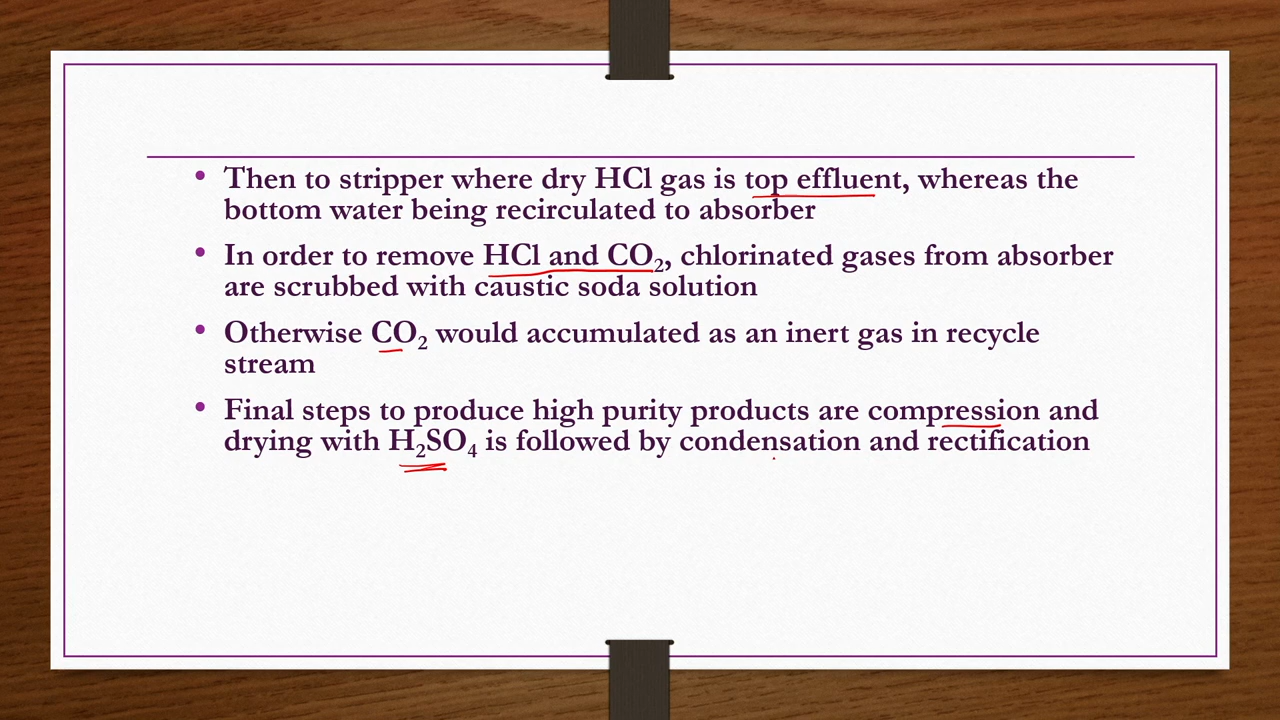 • Then to stripper where dry HCl gas is top effluent, whereas the
bottom water being recirculated to absorber
• In order to remove HCl and CO₂, chlorinated gases from absorber
are scrubbed with caustic soda solution
• Otherwise CO₂ would accumulated as an inert gas in recycle
stream
• Final steps to produce high purity products are compression and
drying with H₂SO₄ is followed by condensation and rectification